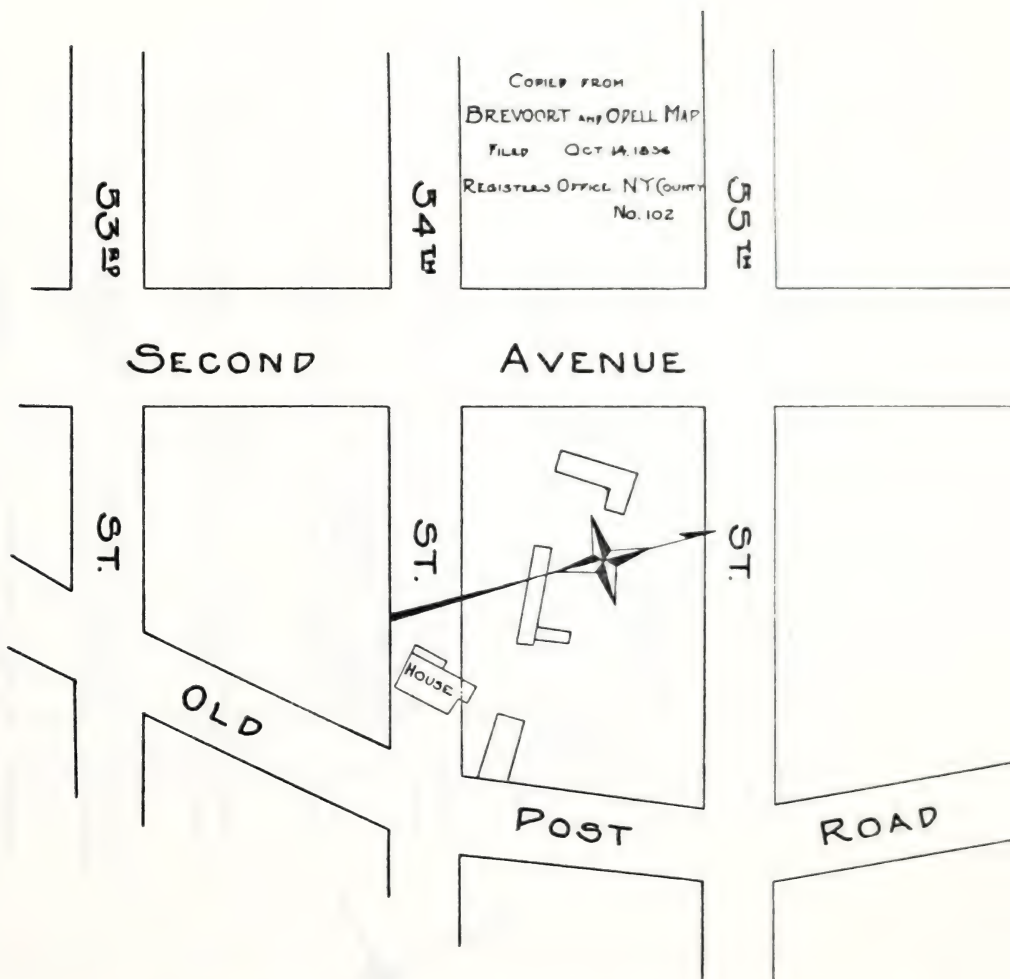 COPIED FROM
BREVOORT AND ODELL MAP
FILED OCT 14, 1836
REGISTERS OFFICE NY COUNTY
No. 102
53RD ST.
54TH ST.
55TH ST.
SECOND AVENUE
HOUSE
OLD POST ROAD